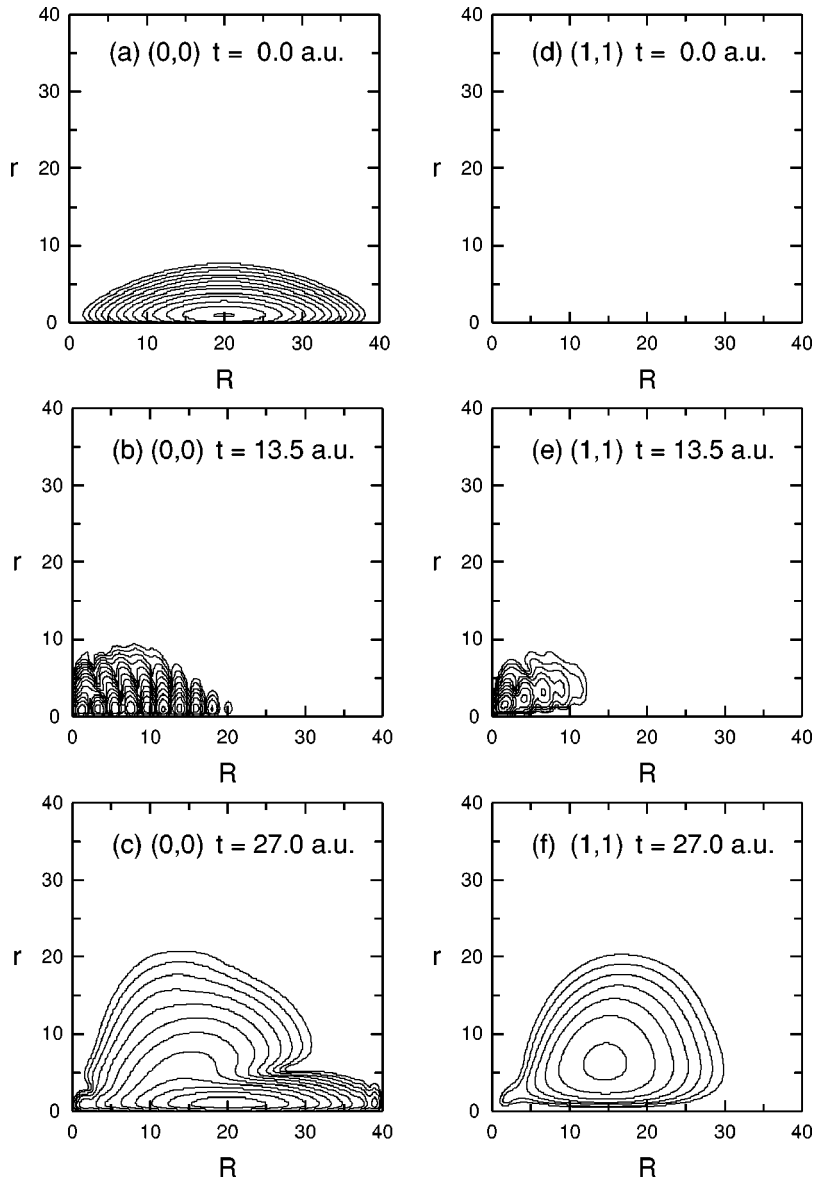 (a) (0,0) t = 0.0 a.u.
40
30
r
20
10
0
0 10 20 30 40
R
(d) (1,1) t = 0.0 a.u.
40
30
r
20
10
0
0 10 20 30 40
R
(b) (0,0) t = 13.5 a.u.
40
30
r
20
10
0
0 10 20 30 40
R
(e) (1,1) t = 13.5 a.u.
40
30
r
20
10
0
0 10 20 30 40
R
(c) (0,0) t = 27.0 a.u.
40
30
r
20
10
0
0 10 20 30 40
R
(f) (1,1) t = 27.0 a.u.
40
30
r
20
10
0
0 10 20 30 40
R